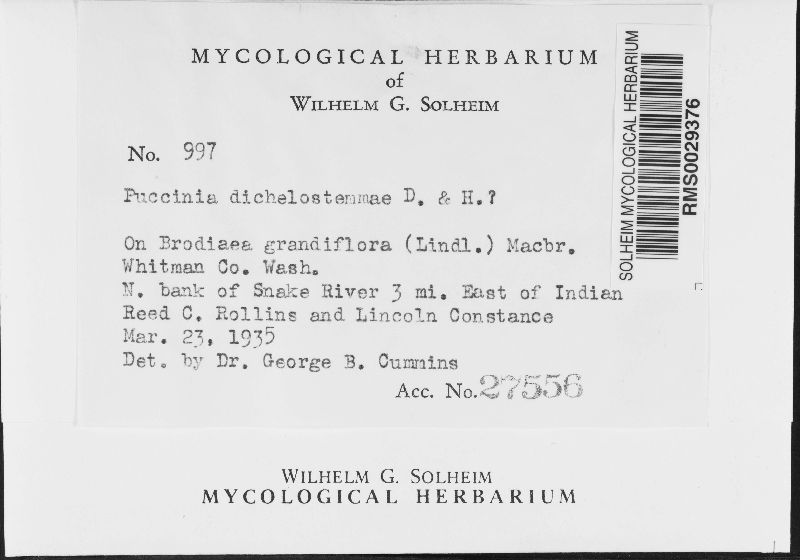 MYCOLOGICAL HERBARIUM
of
WILHELM G. SOLHEIM
No. 997
Puccinia dichelostemmae D. & H.?
On Brodiaea grandiflora (Lindl.) Macbr.
Whitman Co. Wash.
N. bank of Snake River 3 mi. East of Indian
Reed C. Rollins and Lincoln Constance
Mar. 23, 1935
Det. by Dr. George B. Cummins
Acc. No. 27556
SOLHEIM MYCOLOGICAL HERBARIUM
RMS0029376
WILHELM G. SOLHEIM
MYCOLOGICAL HERBARIUM